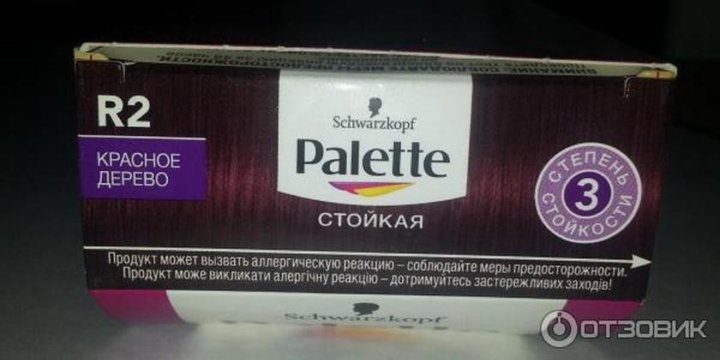 R2
КРАСНОЕ
ДЕРЕВО
Schwarzkopf
Palette
СТОЙКАЯ
СТЕПЕНЬ
3
СТОЙКОСТИ
Продукт может вызвать аллергическую реакцию – соблюдайте меры предосторожности.
Продукт може викликати алергічну реакцію – дотримуйтесь застережливих заходів!
Schwarzkopf
ОТЗОВИК